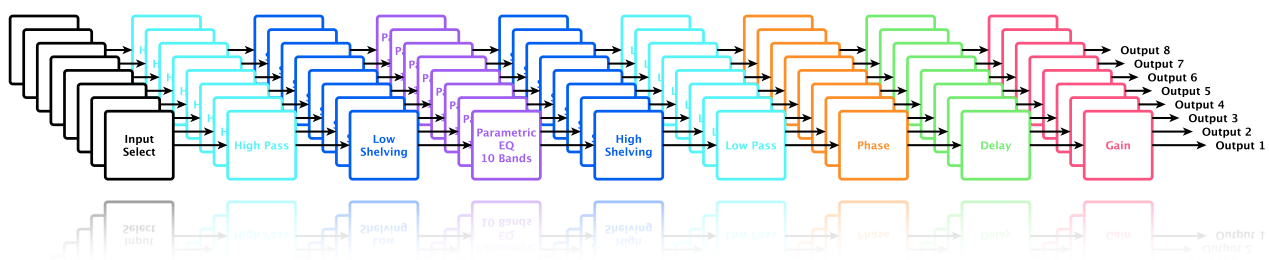 Input
Select
High Pass
Low
Shelving
Parametric
EQ
10 Bands
High
Shelving
Low Pass
Phase
Delay
Gain
Output 8
Output 7
Output 6
Output 5
Output 4
Output 3
Output 2
Output 1